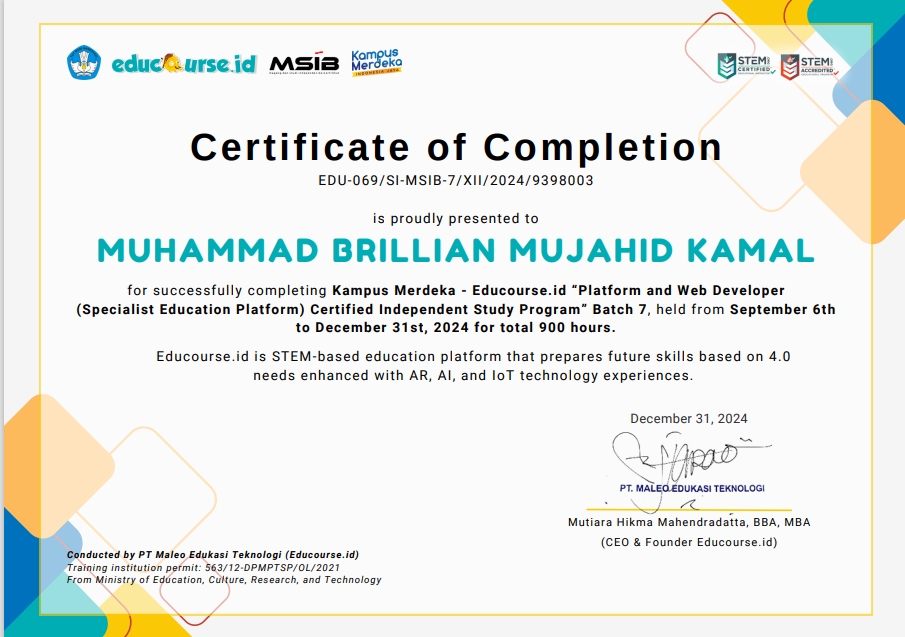 educourse.id MSIB Kampus Merdeka INDONESIA JAYA
STEM CERTIFIED STEM ACCREDITED
Certificate of Completion
EDU-069/SI-MSIB-7/XII/2024/9398003
is proudly presented to
MUHAMMAD BRILLIAN MUJAHID KAMAL
for successfully completing Kampus Merdeka - Educourse.id “Platform and Web Developer
(Specialist Education Platform) Certified Independent Study Program” Batch 7, held from September 6th
to December 31st, 2024 for total 900 hours.
Educourse.id is STEM-based education platform that prepares future skills based on 4.0
needs enhanced with AR, AI, and IoT technology experiences.
December 31, 2024
PT. MALEO EDUKASI TEKNOLOGI
Mutiara Hikma Mahendradatta, BBA, MBA
(CEO & Founder Educourse.id)
Conducted by PT Maleo Edukasi Teknologi (Educourse.id)
Training institution permit: 563/12-DPMPTSP/OL/2021
From Ministry of Education, Culture, Research, and Technology